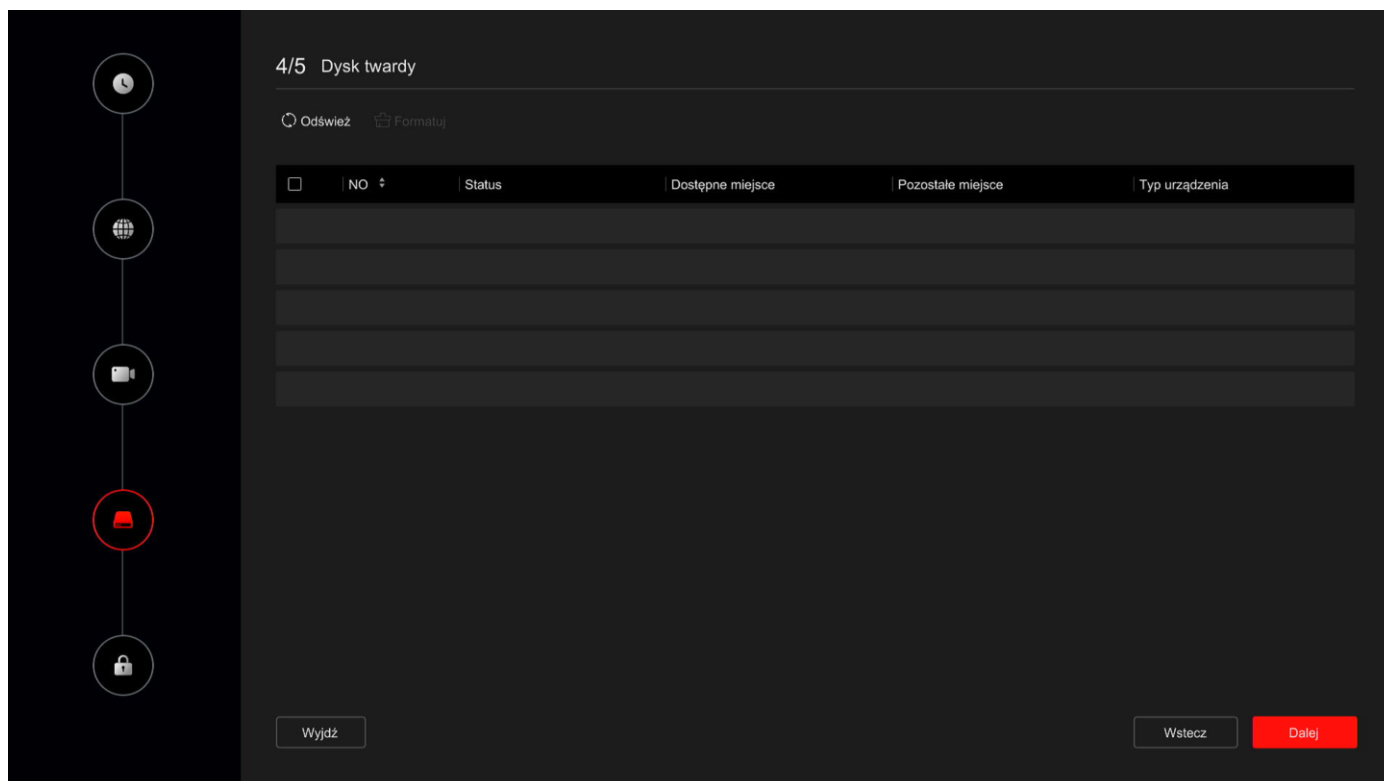 4/5 Dysk twardy
Odśwież Formatuj
NO Status Dostępne miejsce Pozostałe miejsce Typ urządzenia
Wyjdź Wstecz Dalej